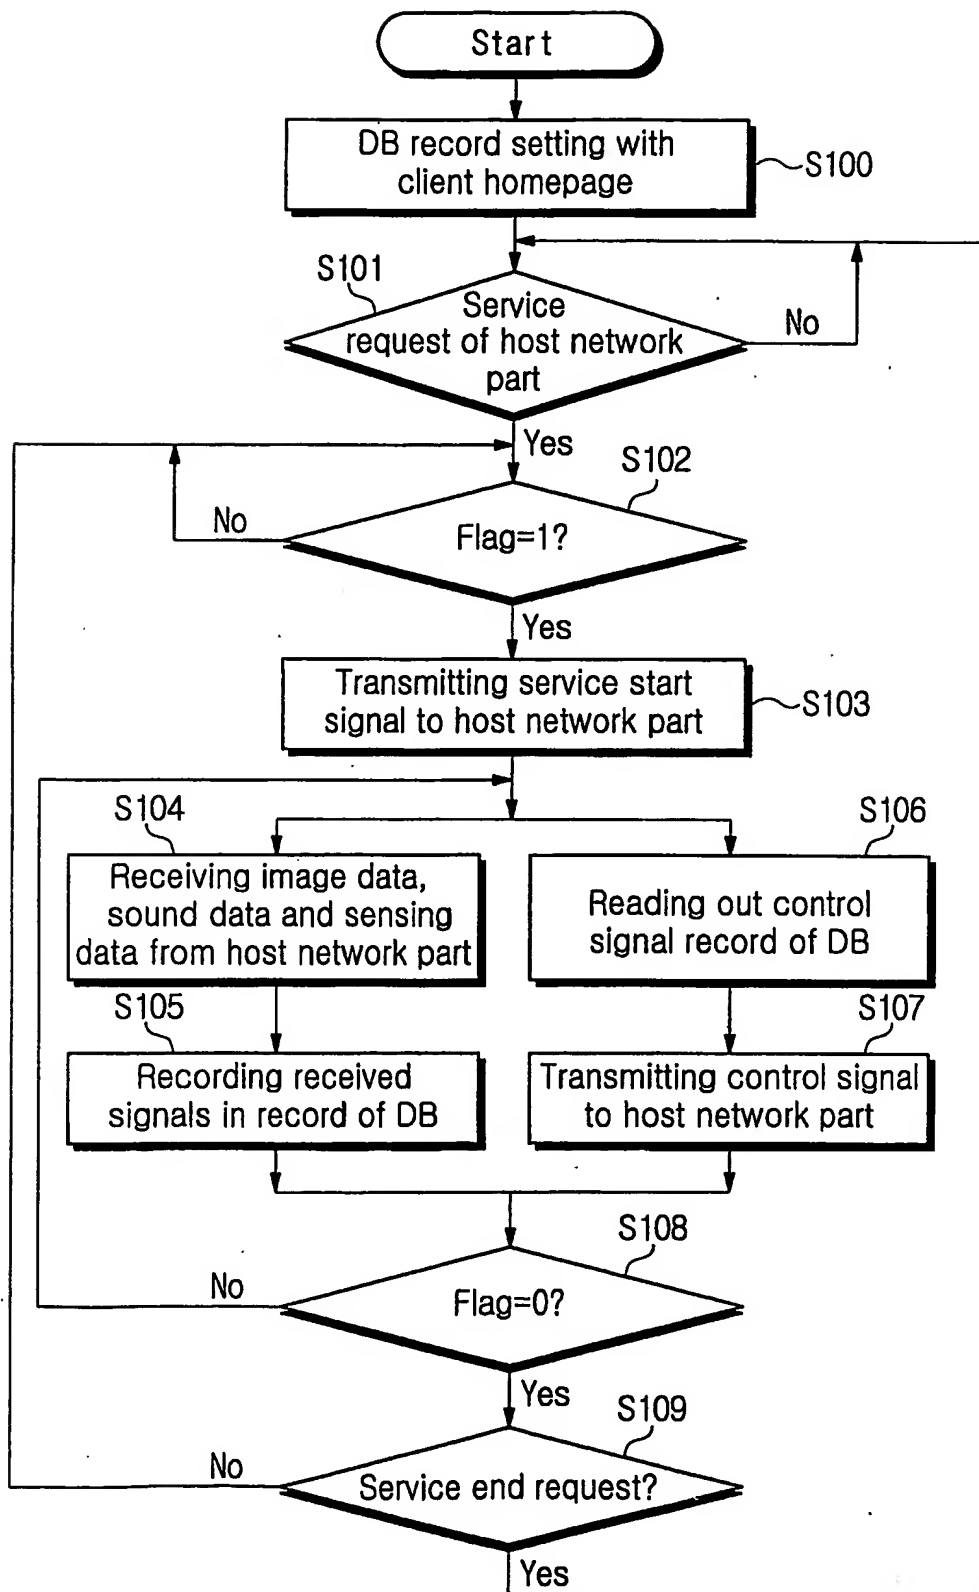 Start
DB record setting with
client homepage
S100
S101
Service
request of host network
part
No
Yes
S102
No
Flag=1?
Yes
Transmitting service start
signal to host network part
S103
S104
Receiving image data,
sound data and sensing
data from host network part
S106
Reading out control
signal record of DB
S105
Recording received
signals in record of DB
S107
Transmitting control signal
to host network part
S108
No
Flag=0?
Yes
S109
No
Service end request?
Yes